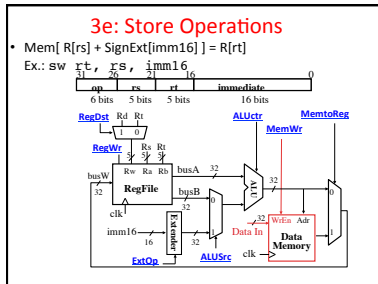 3e: Store Operations
• Mem[ R[rs] + SignExt[imm16] ] = R[rt]
Ex.: sw rt, rs, imm16
31 26 21 16 0
op rs rt immediate
6 bits 5 bits 5 bits 16 bits
RegDst Rd Rt ALUctr MemtoReg
1 0 MemWr
RegWr Rs Rt
5 5 5
busW Rw Ra Rb busA 32
32 RegFile busB 32 0 ALU 32 0
clk 32
imm16 Extender 32 1 Data In 32 WrEn Adr 1
16 Data Memory
clk
ExtOp ALUSrc